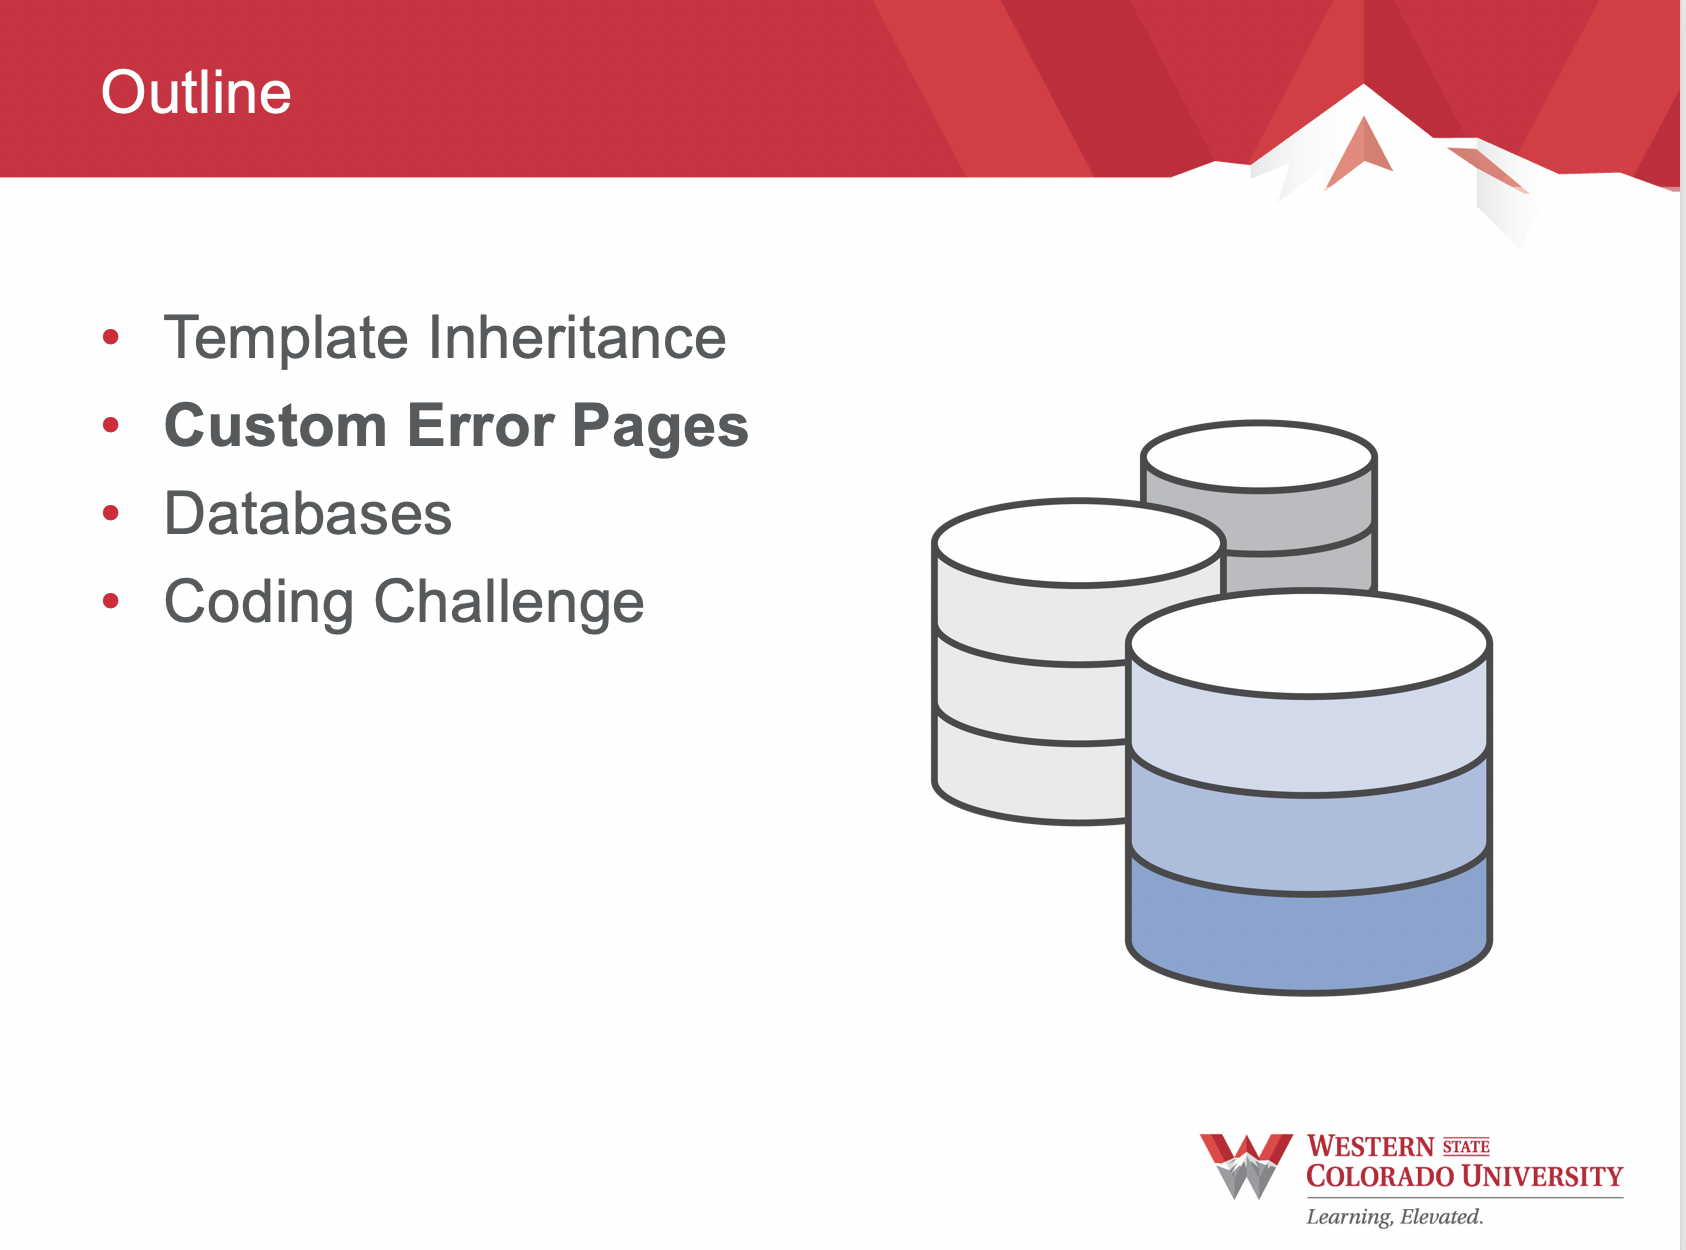 Outline
• Template Inheritance
• Custom Error Pages
• Databases
• Coding Challenge
WESTERN STATE
COLORADO UNIVERSITY
Learning, Elevated.